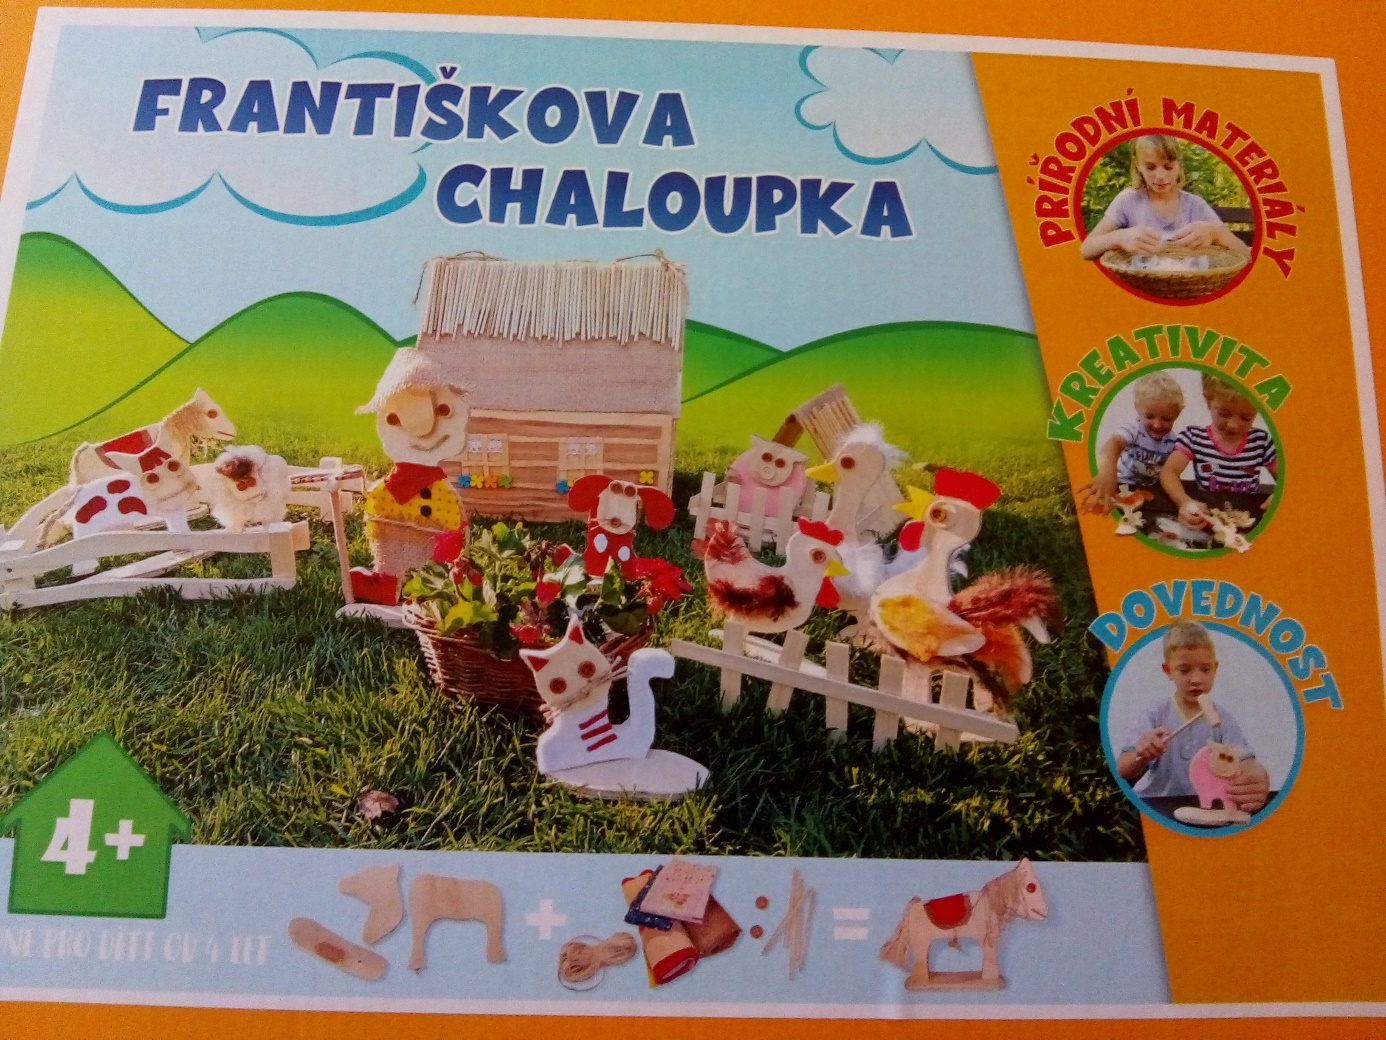 FRANTIŠKOVA
CHALOUPKA
PŘÍRODNÍ MATERIÁLY
KREATIVITA
DOVEDNOST
4+
PRO DĚTI OD 4 LET
+
=